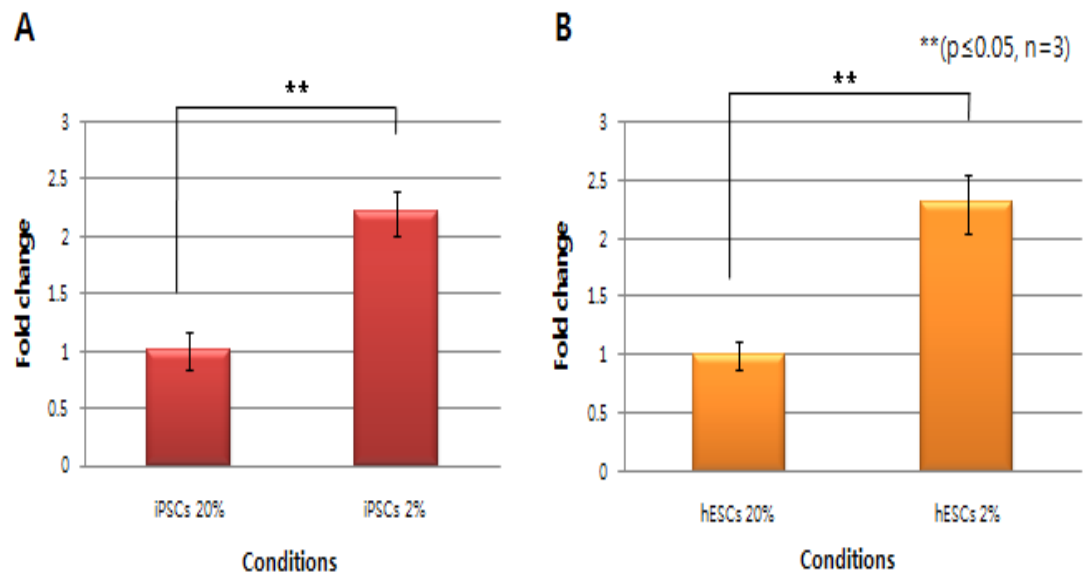 A
**
3
2.5
2
1.5
1
0.5
0
Fold change
iPSCs 20%
iPSCs 2%
Conditions
B
**(p≤0.05, n=3)
**
3
2.5
2
1.5
1
0.5
0
Fold change
hESCs 20%
hESCs 2%
Conditions